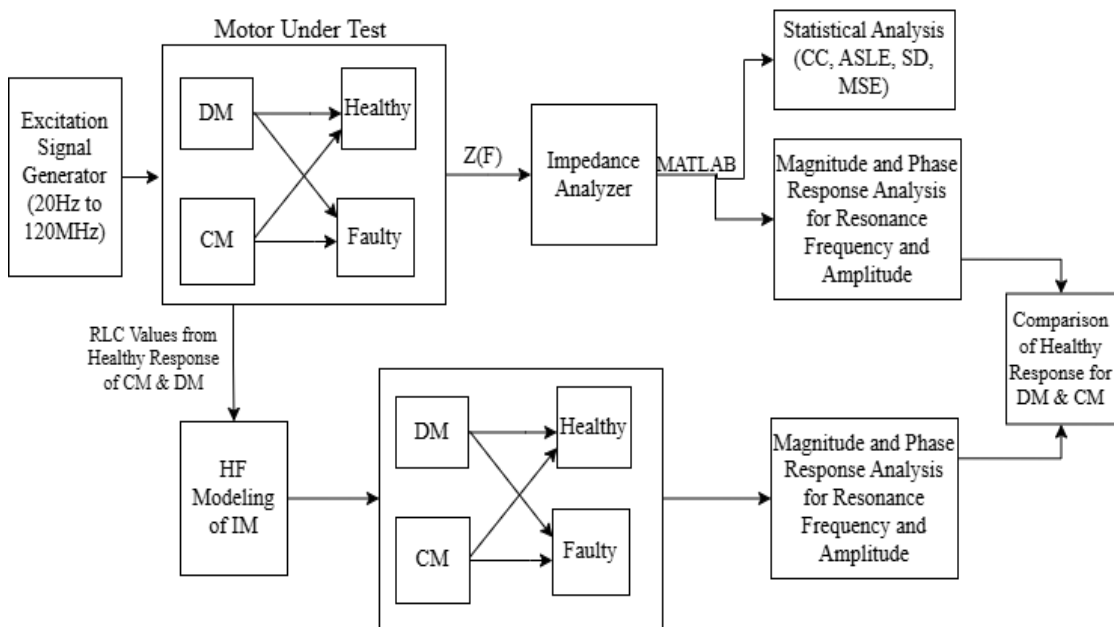 Motor Under Test
Excitation
Signal
Generator
(20Hz to
120MHz)
DM
CM
Healthy
Faulty
Z(F)
Impedance
Analyzer
MATLAB
Statistical Analysis
(CC, ASLE, SD,
MSE)
Magnitude and Phase
Response Analysis
for Resonance
Frequency and
Amplitude
RLC Values from
Healthy Response
of CM & DM
HF
Modeling
of IM
DM
CM
Healthy
Faulty
Magnitude and Phase
Response Analysis
for Resonance
Frequency and
Amplitude
Comparison
of Healthy
Response for
DM & CM